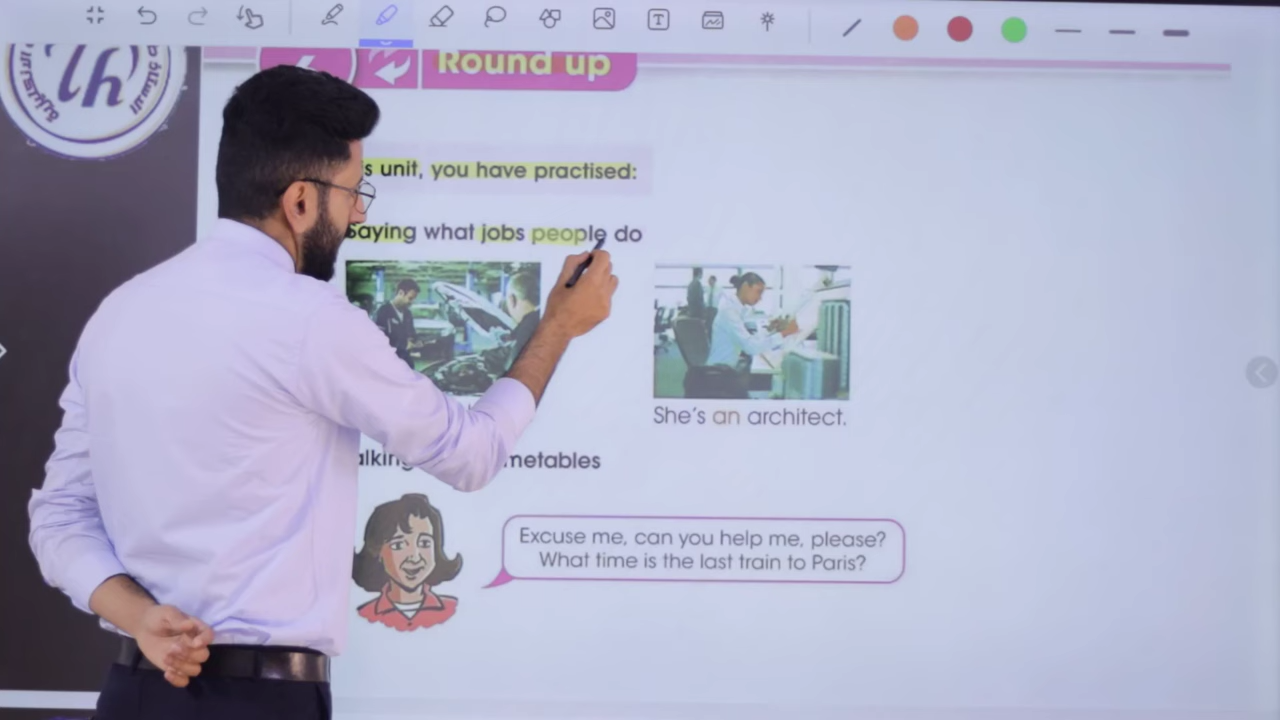 Round up
s unit, you have practised:
Saying what jobs people do
She's an architect.
alking metables
Excuse me, can you help me, please?
What time is the last train to Paris?